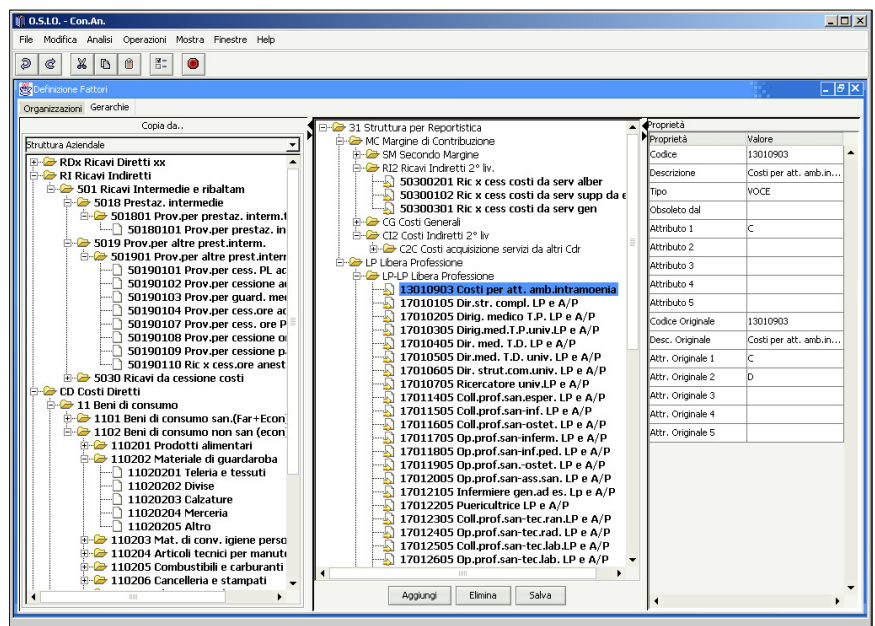 O.S.I.O. - Con.An.
File Modifica Analisi Operazioni Mostra Finestre Help
Definizione Fattori
Organizzazioni Gerarchie
Copia da..
Struttura Aziendale
RDx Ricavi Diretti xx
RI Ricavi Indiretti
501 Ricavi Intermedie e ribaltam
5018 Prestaz. intermedie
501801 Prov.per prestaz. interm.
50180101 Prov.per prestaz. in
5019 Prov.per altre prest.interm.
501901 Prov.per altre prest.interr
50190101 Prov.per cess. PL ac
50190102 Prov.per cessione a
50190103 Prov.per guard. me
50190104 Prov.per cess.ore ac
50190107 Prov.per cess. ore P
50190108 Prov.per cessione o
50190109 Prov.per cessione p
50190110 Ric x cess.ore anest
5030 Ricavi da cessione costi
CD Costi Diretti
11 Beni di consumo
1101 Beni di consumo san.(Far+Econ
1102 Beni di consumo non san (econ
110201 Prodotti alimentari
110202 Materiale di guardaroba
11020201 Teleria e tessuti
11020202 Divise
11020203 Calzature
11020204 Merceria
11020205 Altro
110203 Mat. di conv. igiene perso
110204 Articoli tecnici per manut
110205 Combustibili e carburanti
110206 Cancelleria e stampati
31 Struttura per Reportistica
MC Margine di Contribuzione
SM Secondo Margine
RI2 Ricavi Indiretti 2° liv.
50300201 Ric x cess costi da serv alber
50300102 Ric x cess costi da serv supp da e
50300301 Ric x cess costi da serv gen
CG Costi Generali
CI2 Costi Indiretti 2° liv
C2C Costi acquisizione servizi da altri Cdr
LP Libera Professione
LP-LP Libera Professione
13010903 Costi per att. amb.intramoenia
17010105 Dir.str. compl. LP e A/P
17010205 Dirig. medico T.P. LP e A/P
17010305 Dirig.med.T.P.univ.LP e A/P
17010405 Dir. med. T.D. LP e A/P
17010505 Dir.med. T.D. univ. LP e A/P
17010605 Dir. strut.com.univ. LP e A/P
17010705 Ricercatore univ.LP e A/P
17011405 Coll.prof.san.esper. LP e A/P
17011505 Coll.prof.san-inf. LP e A/P
17011605 Coll.prof.san-ostet. LP e A/P
17011705 Op.prof.san-inferm. LP e A/P
17011805 Op.prof.san-inf.ped. LP e A/P
17011905 Op.prof.san.-ostet. LP e A/P
17012005 Op.prof.san-ass.san. LP e A/P
17012105 Infermiere gen.ad es. Lp e A/P
17012205 Puericultrice LP e A/P
17012305 Coll.prof.san-tec.ran.LP e A/P
17012405 Op.prof.san-tec.rad. LP e A/P
17012505 Coll.prof.san-tec.lab.LP e A/P
17012605 Op.prof.san-tec.lab. LP e A/P
Aggiungi Elimina Salva
Proprietà
Proprietà Valore
Codice 13010903
Descrizione Costi per att. amb.in...
Tipo VOCE
Obsoleto dal
Attributo 1 C
Attributo 2
Attributo 3
Attributo 4
Attributo 5
Codice Originale 13010903
Desc. Originale Costi per att. amb.in...
Attr. Originale 1 C
Attr. Originale 2 D
Attr. Originale 3
Attr. Originale 4
Attr. Originale 5